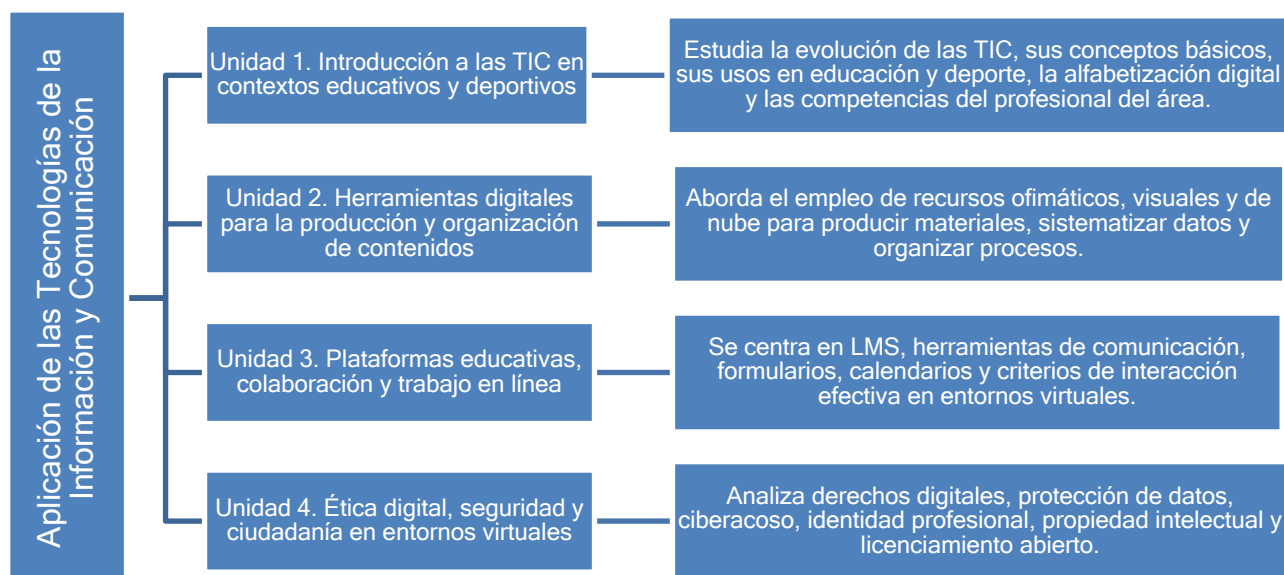 Aplicación de las Tecnologías de la
Información y Comunicación
Unidad 1. Introducción a las TIC en
contextos educativos y deportivos
Estudia la evolución de las TIC, sus conceptos básicos,
sus usos en educación y deporte, la alfabetización digital
y las competencias del profesional del área.
Unidad 2. Herramientas digitales
para la producción y organización
de contenidos
Aborda el empleo de recursos ofimáticos, visuales y de
nube para producir materiales, sistematizar datos y
organizar procesos.
Unidad 3. Plataformas educativas,
colaboración y trabajo en línea
Se centra en LMS, herramientas de comunicación,
formularios, calendarios y criterios de interacción
efectiva en entornos virtuales.
Unidad 4. Ética digital, seguridad y
ciudadanía en entornos virtuales
Analiza derechos digitales, protección de datos,
ciberacoso, identidad profesional, propiedad intelectual y
licenciamiento abierto.